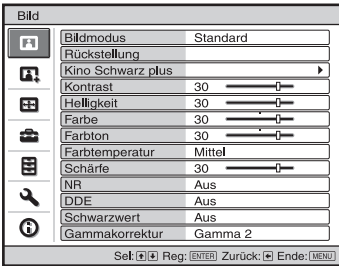 Bild
Bildmodus Standard
Rückstellung
Kino Schwarz plus
Kontrast 30
Helligkeit 30
Farbe 30
Farbton 30
Farbtemperatur Mittel
Schärfe 30
NR Aus
DDE Aus
Schwarzwert Aus
Gammakorrektur Gamma 2
Sel: Reg: ENTER Zurück: Ende: MENU